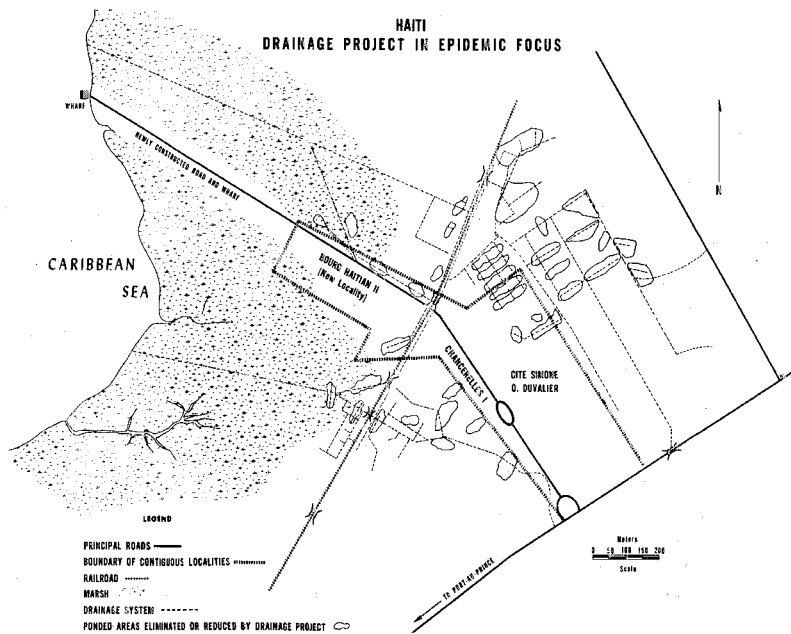 HAITI
DRAINAGE PROJECT IN EPIDEMIC FOCUS
WHARF
NEWLY CONSTRUCTED ROAD AND WHARF
N
CARIBBEAN
SEA
BOURG HAITIAN II
(New Locality)
CHANCERELLES I
CITE SIMONE
O. DUVALIER
LEGEND
PRINCIPAL ROADS
BOUNDARY OF CONTIGUOUS LOCALITIES
RAILROAD
MARSH
DRAINAGE SYSTEM
PONDED AREAS ELIMINATED OR REDUCED BY DRAINAGE PROJECT
TO PORT-AU-PRINCE
Meters
0 50 100 150 200
Scale